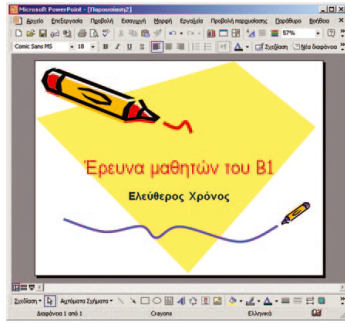 Microsoft PowerPoint - [Παρουσίαση2]
Αρχείο Επεξεργασία Προβολή Εισαγωγή Μορφή Εργαλεία Προβολή παρουσίασης Παράθυρο Βοήθεια
57%
Comic Sans MS 18 B I U S Σχεδίαση Νέα διαφάνεια
Έρευνα μαθητών του Β1
Ελεύθερος Χρόνος
Σχεδίαση Αυτόματα Σχήματα
Διαφάνεια 1 από 1 Crayons Ελληνικά